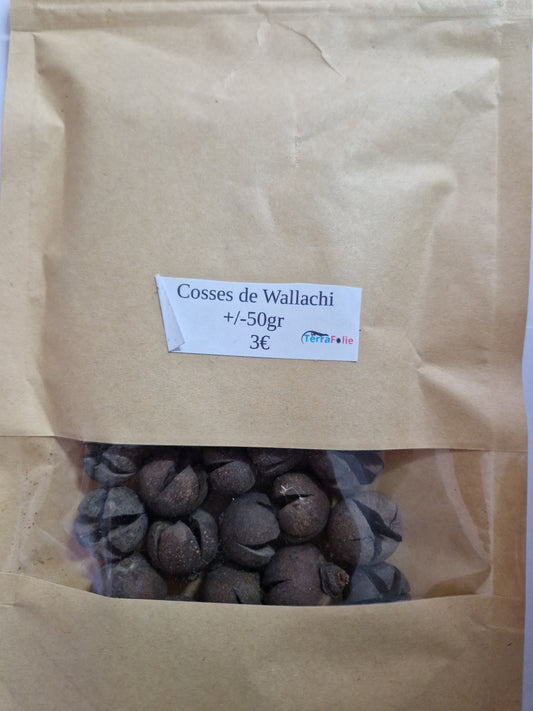 Cosses de Wallachi
+/-50gr
3€
TerraFolie